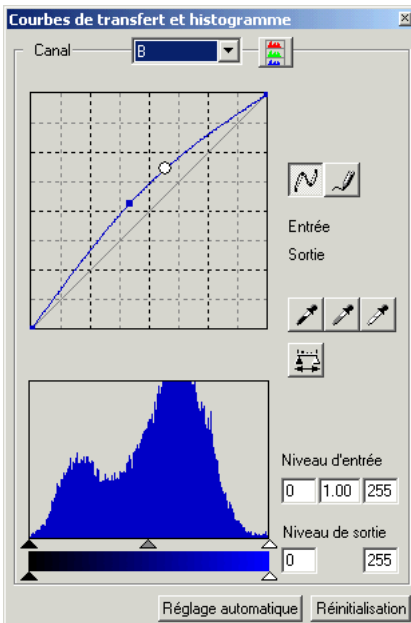 Courbes de transfert et histogramme
Canal
B
Entrée
Sortie
Niveau d'entrée
0 1.00 255
Niveau de sortie
0 255
Réglage automatique Réinitialisation